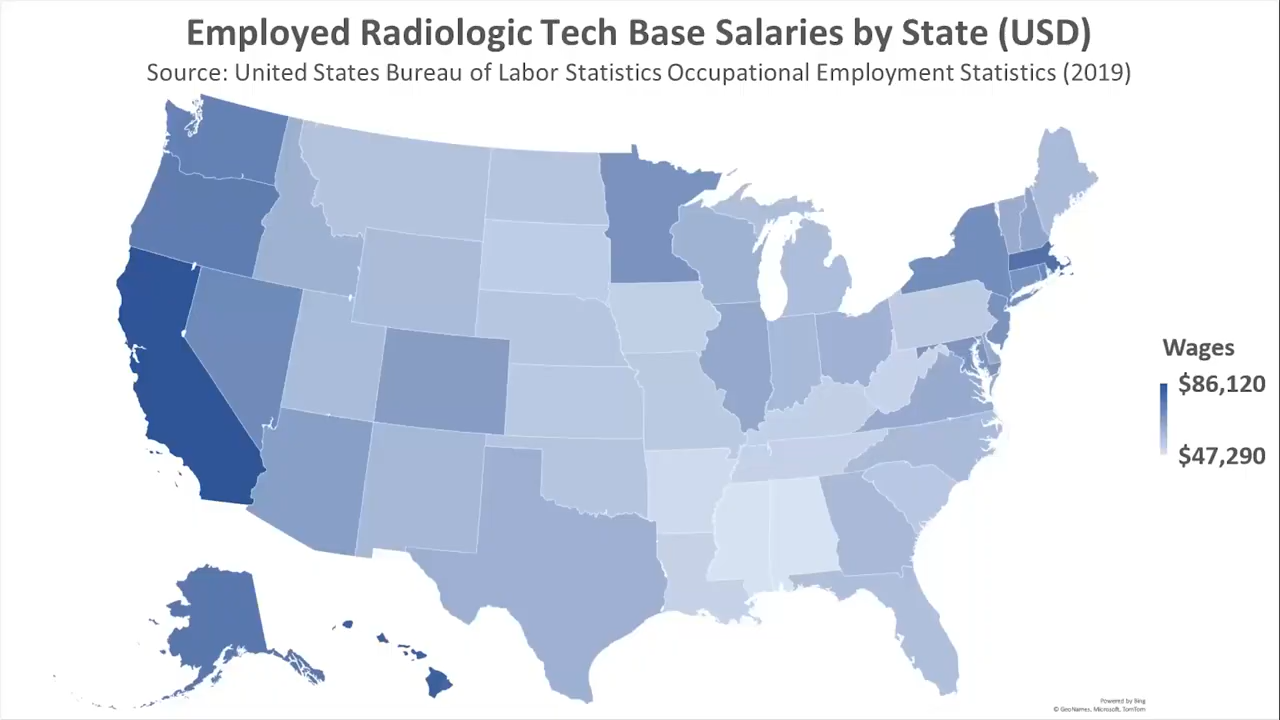 Employed Radiologic Tech Base Salaries by State (USD)
Source: United States Bureau of Labor Statistics Occupational Employment Statistics (2019)
Wages
$86,120
$47,290
Powered by Bing
© GeoNames, Microsoft, TomTom